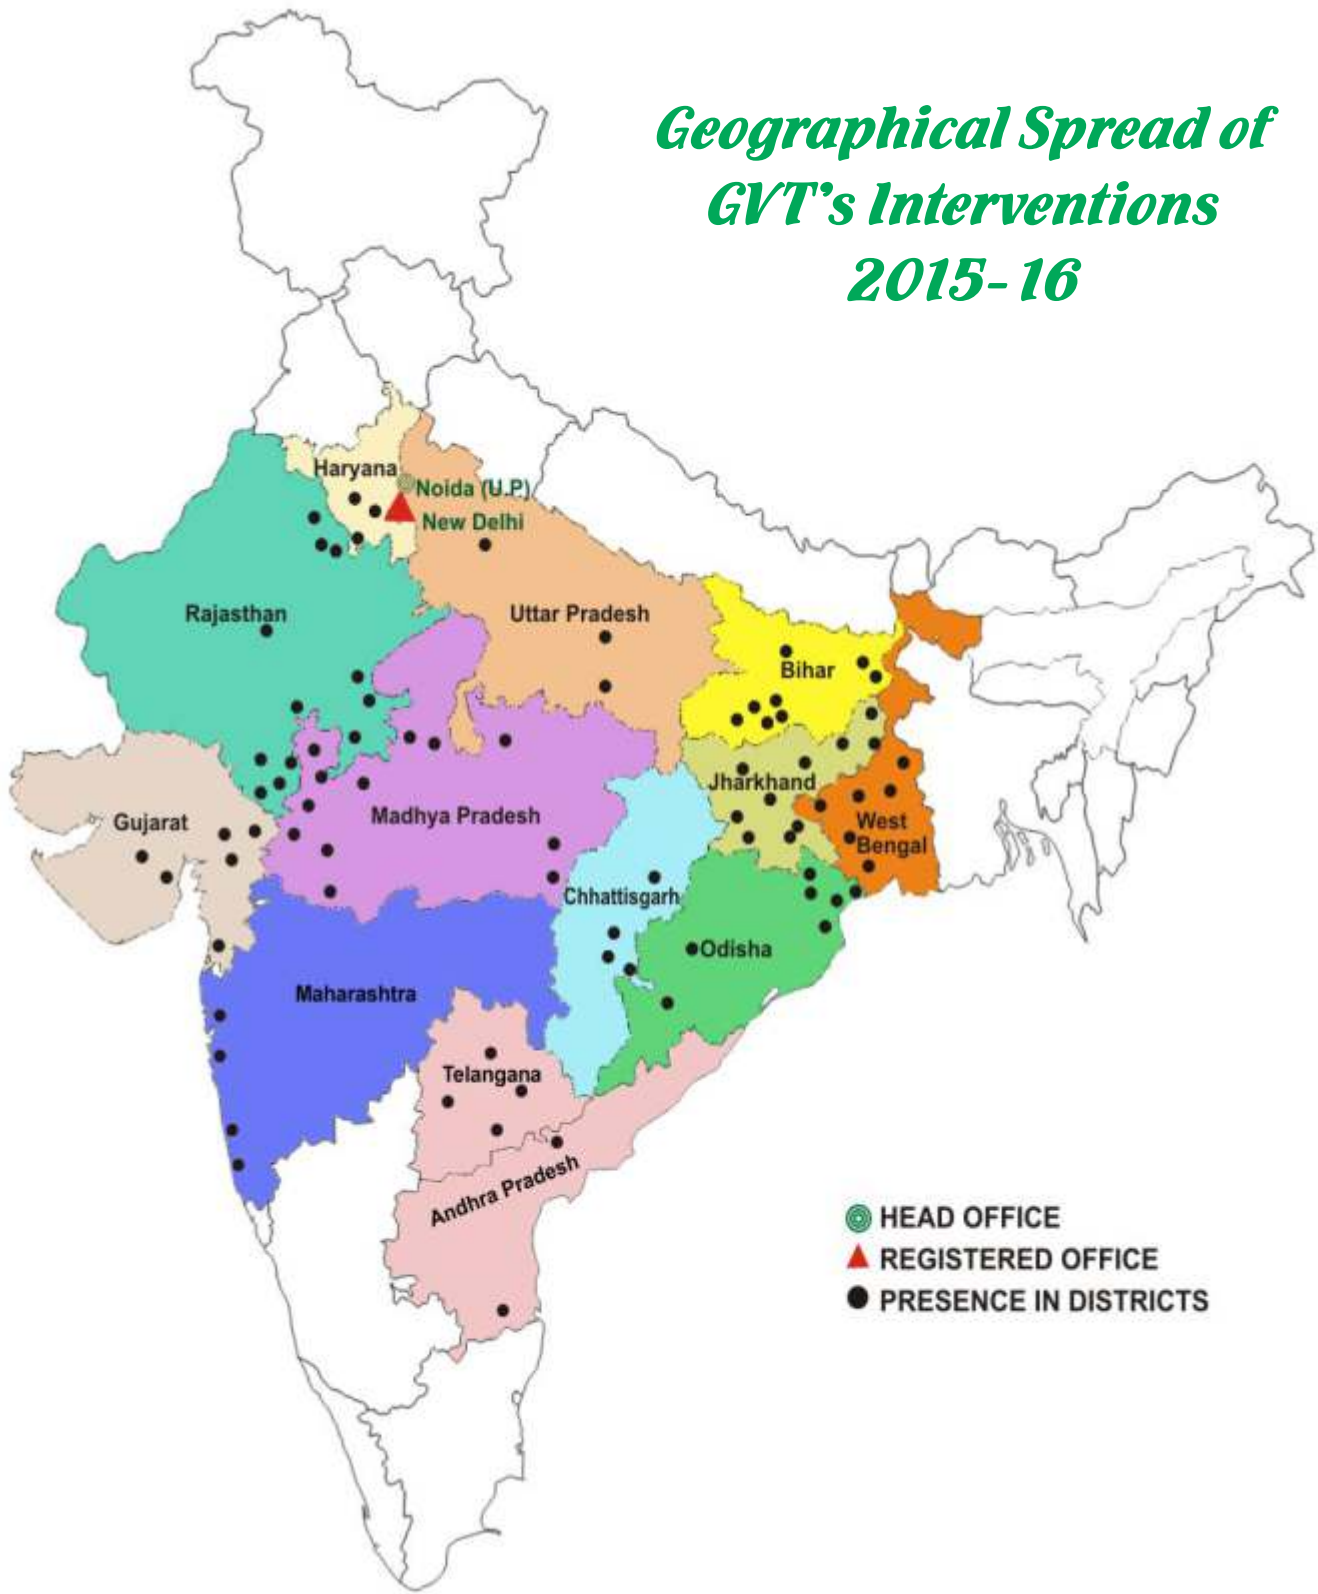 Geographical Spread of
GVT's Interventions
2015-16
Haryana
Noida (U.P)
New Delhi
Rajasthan
Uttar Pradesh
Bihar
Jharkhand
Gujarat
Madhya Pradesh
West
Bengal
Chhattisgarh
Odisha
Maharashtra
Telangana
Andhra Pradesh
HEAD OFFICE
REGISTERED OFFICE
PRESENCE IN DISTRICTS